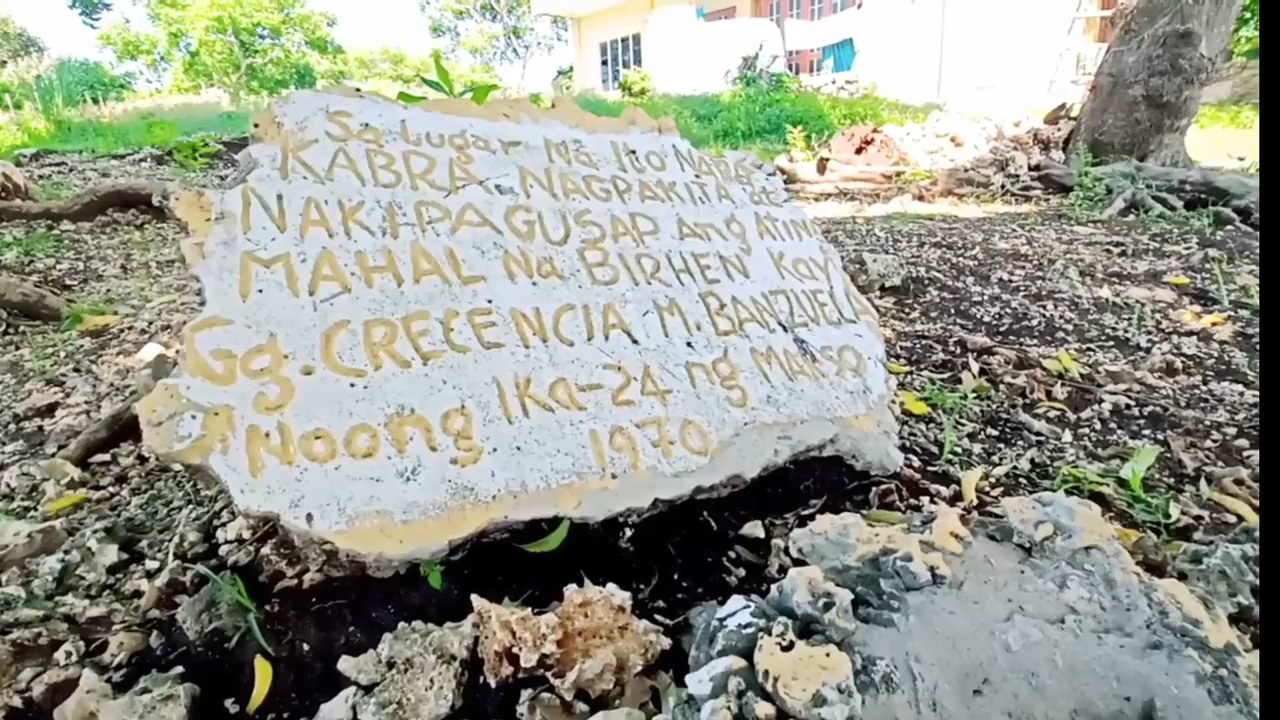 Sa Lugar Na Ito NANG
KABRA NAGPAKITA at
NAKIPAGUSAP ang ATING
MAHAL Na BIRHEN Kay
Gg. CRECENCIA M. BANZUELA
Noong IKa-24 ng MARSO
1970